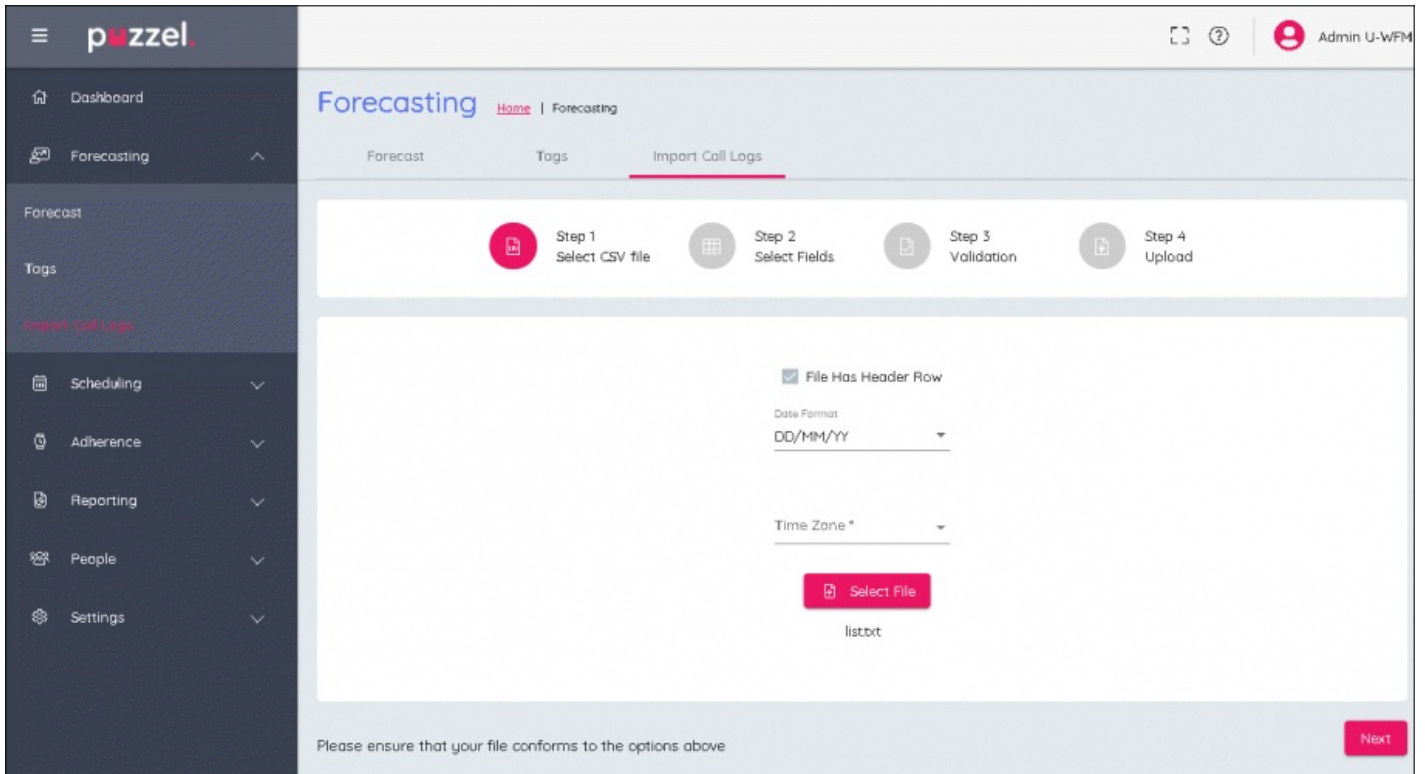 puzzel.
Admin U-WFM
Dashboard
Forecasting
Forecast
Tags
Import Call Logs
Scheduling
Adherence
Reporting
People
Settings
Forecasting Home | Forecasting
Forecast Tags Import Call Logs
Step 1
Select CSV file
Step 2
Select Fields
Step 3
Validation
Step 4
Upload
File Has Header Row
Date Format
DD/MM/YY
Time Zone *
Select File
list.txt
Please ensure that your file conforms to the options above
Next